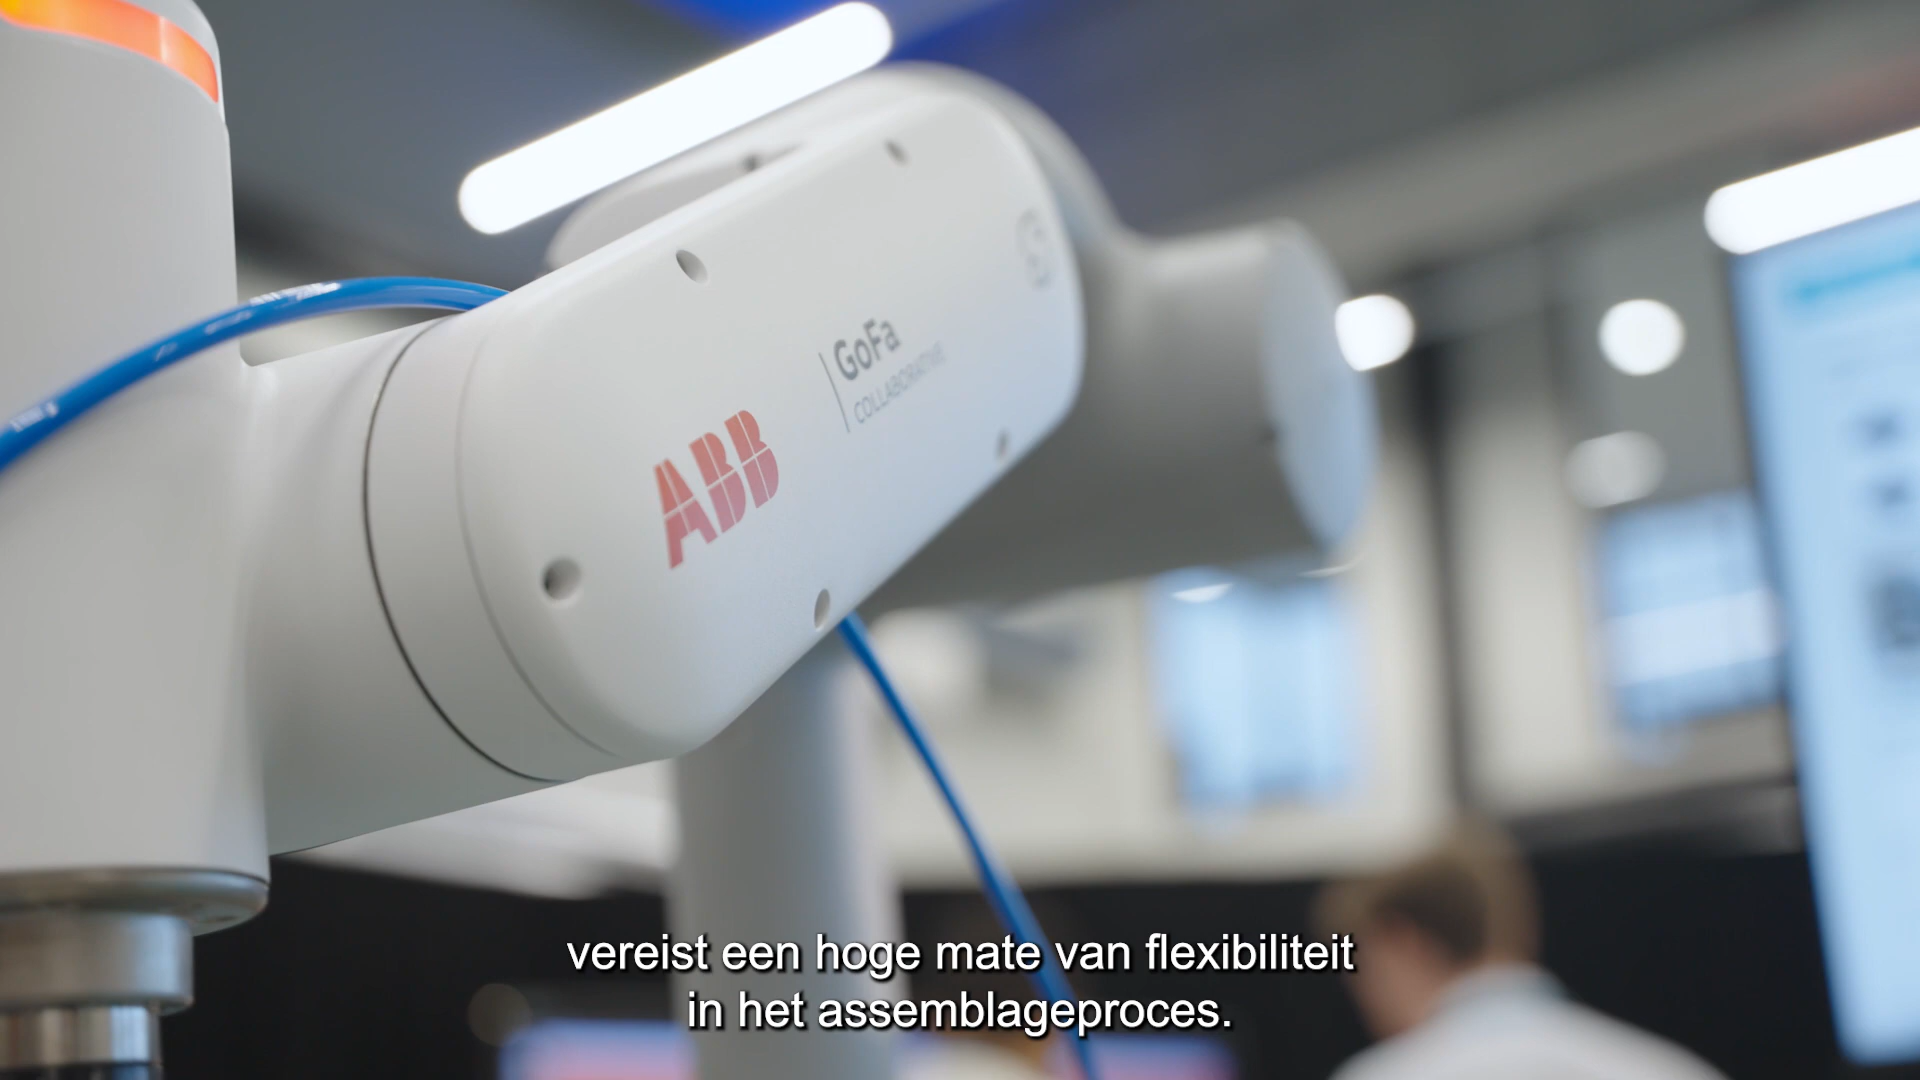 GoFa
COLLABORATIVE
ABB
vereist een hoge mate van flexibiliteit
in het assemblageproces.